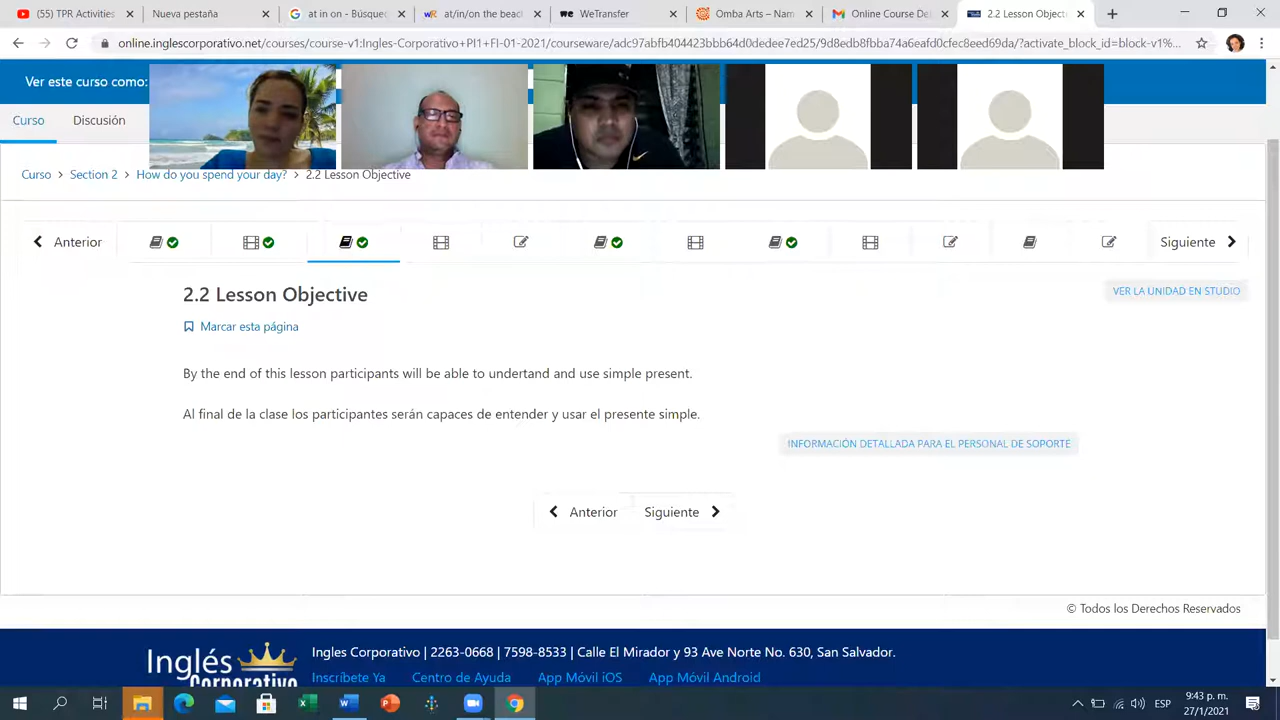 (55) TPR Activities
Nueva pestaña
at in on - Búsque
at/in/on the beac
WeTransfer
Omba Arts – Nam
Online Course De
2.2 Lesson Objecti
online.inglescorporativo.net/courses/course-v1:Ingles-Corporativo+PI1+FI-01-2021/courseware/adc97abfb404423bbb64d0dedee7ed25/9d8edb8fbba74a6eafd0cfec8eed69da/?activate_block_id=block-v1%...
Ver este curso como:
Curso
Discusión
Curso > Section 2 > How do you spend your day? > 2.2 Lesson Objective
Anterior
Siguiente
2.2 Lesson Objective
VER LA UNIDAD EN STUDIO
Marcar esta página
By the end of this lesson participants will be able to undertand and use simple present.
Al final de la clase los participantes serán capaces de entender y usar el presente simple.
INFORMACIÓN DETALLADA PARA EL PERSONAL DE SOPORTE
Anterior Siguiente
© Todos los Derechos Reservados
Inglés Corporativo
Ingles Corporativo | 2263-0668 | 7598-8533 | Calle El Mirador y 93 Ave Norte No. 630, San Salvador.
Inscríbete Ya Centro de Ayuda App Móvil iOS App Móvil Android
ESP
9:43 p. m.
27/1/2021